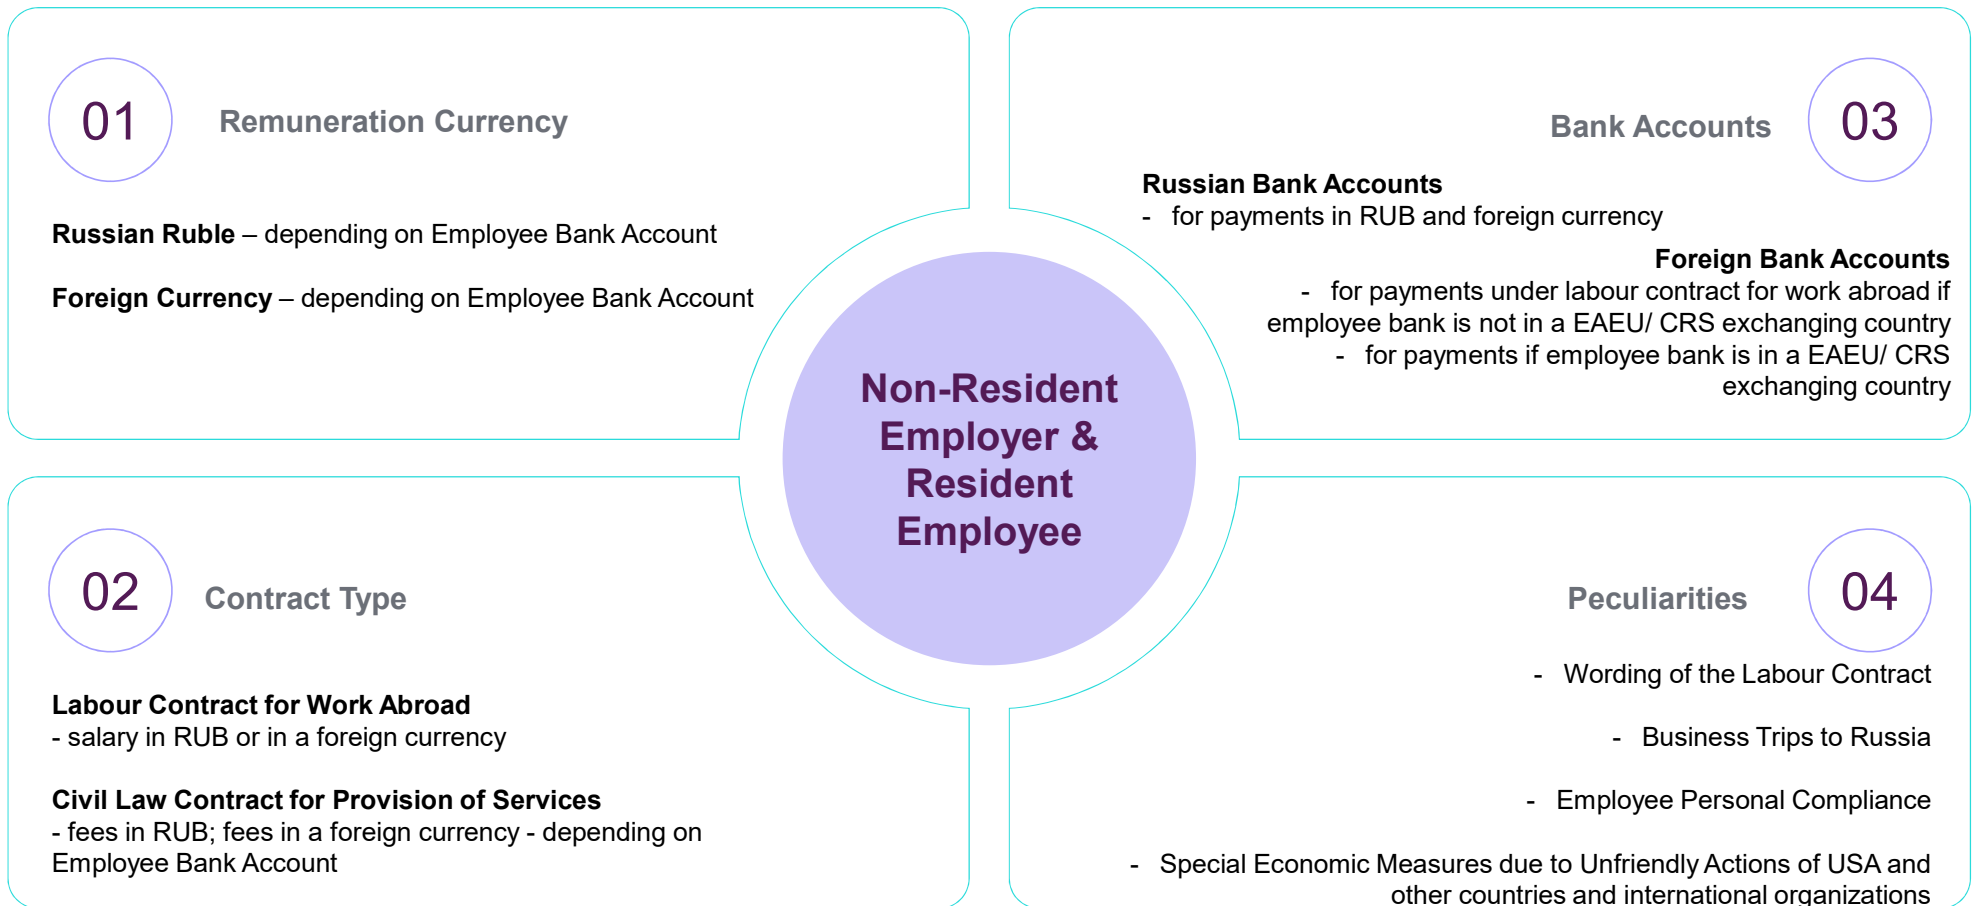 01
Remuneration Currency
Russian Ruble – depending on Employee Bank Account
Foreign Currency – depending on Employee Bank Account
02
Contract Type
Labour Contract for Work Abroad
- salary in RUB or in a foreign currency
Civil Law Contract for Provision of Services
- fees in RUB; fees in a foreign currency - depending on
Employee Bank Account
Non-Resident
Employer &
Resident
Employee
Bank Accounts
03
Russian Bank Accounts
- for payments in RUB and foreign currency
Foreign Bank Accounts
- for payments under labour contract for work abroad if
employee bank is not in a EAEU/ CRS exchanging country
- for payments if employee bank is in a EAEU/ CRS
exchanging country
Peculiarities
04
- Wording of the Labour Contract
- Business Trips to Russia
- Employee Personal Compliance
- Special Economic Measures due to Unfriendly Actions of USA and
other countries and international organizations